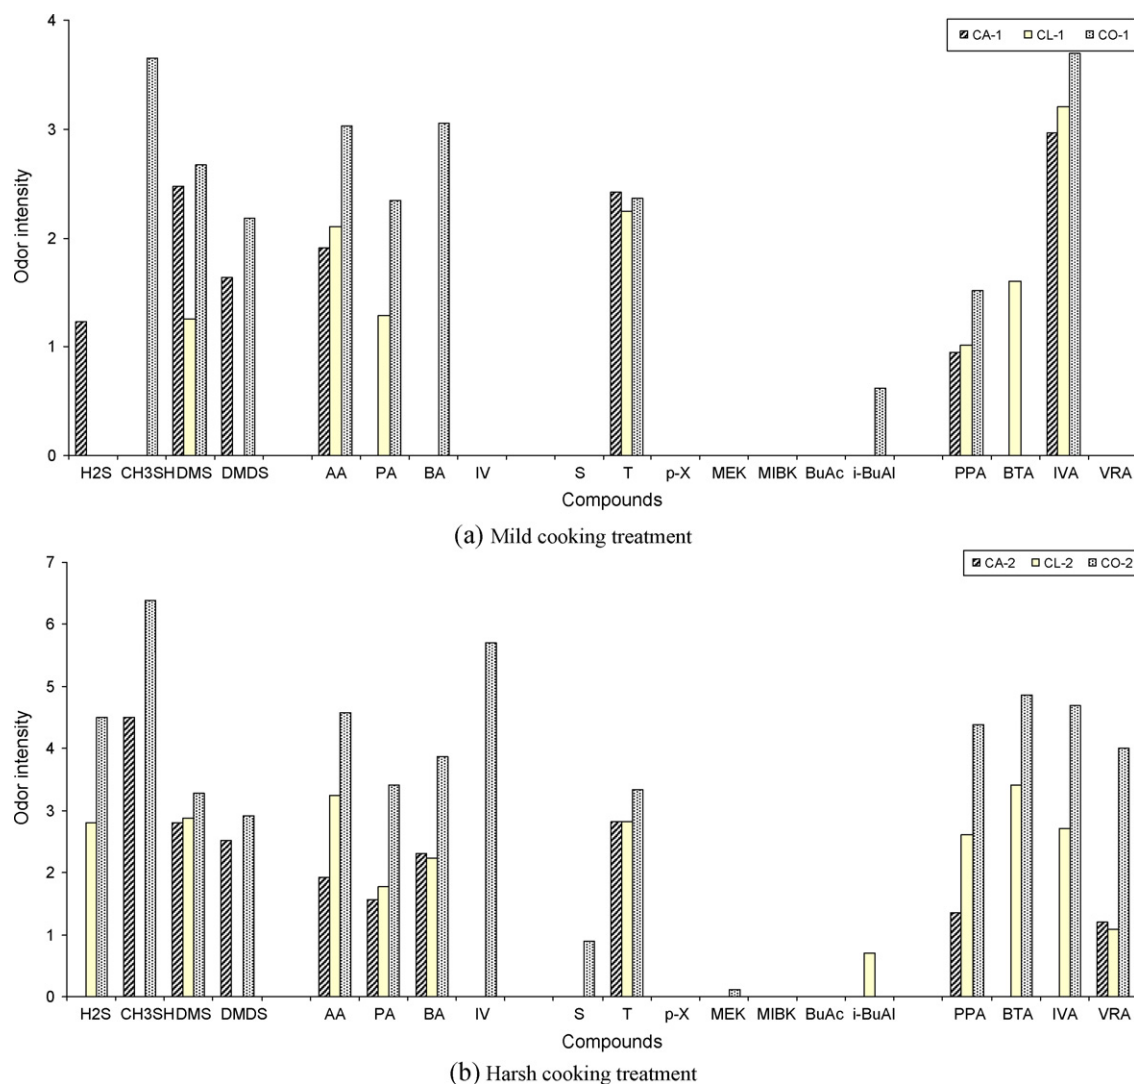 4
3
2
1
0
Odor intensity
CA-1 CL-1 CO-1
H2S CH3SH DMS DMDS AA PA BA IV S T p-X MEK MIBK BuAc i-BuAl PPA BTA IVA VRA
Compounds
(a) Mild cooking treatment
7
6
5
4
3
2
1
0
Odor intensity
CA-2 CL-2 CO-2
H2S CH3SH DMS DMDS AA PA BA IV S T p-X MEK MIBK BuAc i-BuAl PPA BTA IVA VRA
Compounds
(b) Harsh cooking treatment